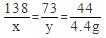 138/x = 73/y = 44/4.4g